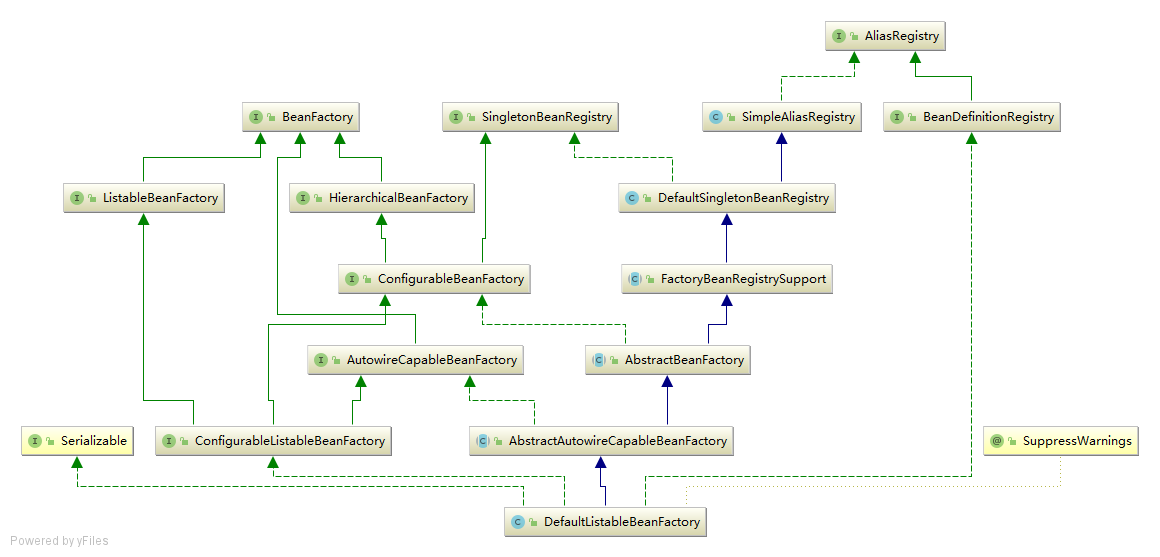 AliasRegistry
BeanFactory
SingletonBeanRegistry
SimpleAliasRegistry
BeanDefinitionRegistry
ListableBeanFactory
HierarchicalBeanFactory
DefaultSingletonBeanRegistry
ConfigurableBeanFactory
FactoryBeanRegistrySupport
AutowireCapableBeanFactory
AbstractBeanFactory
Serializable
ConfigurableListableBeanFactory
AbstractAutowireCapableBeanFactory
SuppressWarnings
DefaultListableBeanFactory
Powered by yFiles